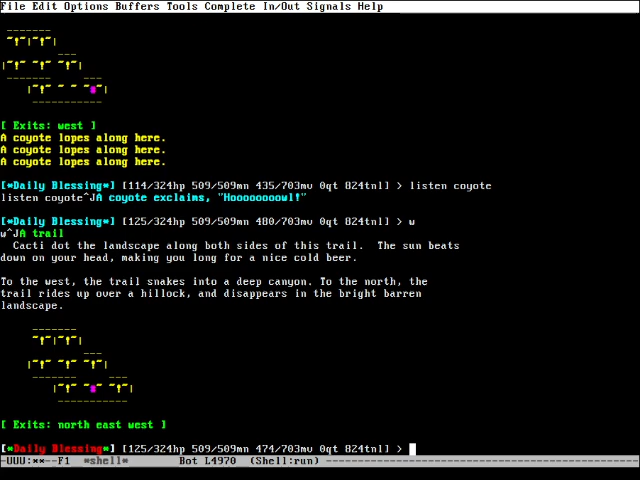 File Edit Options Buffers Tools Complete In/Out Signals Help
[ Exits: west ]
A coyote lopes along here.
A coyote lopes along here.
A coyote lopes along here.
[*Daily Blessing*] [114/324hp 509/509mn 435/703mv 0qt 824tnl] > listen coyote
listen coyote^JA coyote exclaims, "Hooooooowl!"
[*Daily Blessing*] [125/324hp 509/509mn 480/703mv 0qt 824tnl] > w
w^JA trail
Cacti dot the landscape along both sides of this trail.  The sun beats
down on your head, making you long for a nice cold beer.
To the west, the trail snakes into a deep canyon. To the north, the
trail rides up over a hillock, and disappears in the bright barren
landscape.
[ Exits: north east west ]
[*Daily Blessing*] [125/324hp 509/509mn 474/703mv 0qt 824tnl] >
-UUU:**--F1  *shell*  Bot L4970  (Shell:run)